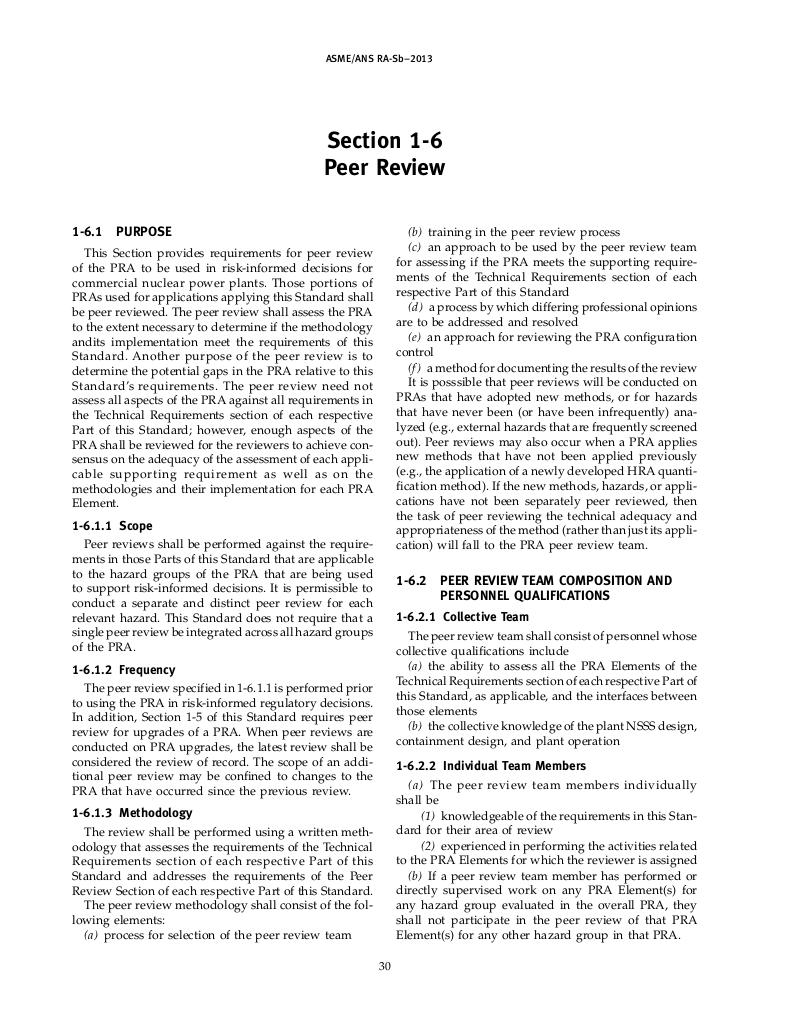 ASME/ANS RA-Sb–2013
Section 1-6
Peer Review
1-6.1 PURPOSE
This Section provides requirements for peer review
of the PRA to be used in risk-informed decisions for
commercial nuclear power plants. Those portions of
PRAs used for applications applying this Standard shall
be peer reviewed. The peer review shall assess the PRA
to the extent necessary to determine if the methodology
andits implementation meet the requirements of this
Standard. Another purpose of the peer review is to
determine the potential gaps in the PRA relative to this
Standard's requirements. The peer review need not
assess all aspects of the PRA against all requirements in
the Technical Requirements section of each respective
Part of this Standard; however, enough aspects of the
PRA shall be reviewed for the reviewers to achieve con-
sensus on the adequacy of the assessment of each appli-
cable supporting requirement as well as on the
methodologies and their implementation for each PRA
Element.
1-6.1.1 Scope
Peer reviews shall be performed against the require-
ments in those Parts of this Standard that are applicable
to the hazard groups of the PRA that are being used
to support risk-informed decisions. It is permissible to
conduct a separate and distinct peer review for each
relevant hazard. This Standard does not require that a
single peer review be integrated across all hazard groups
of the PRA.
1-6.1.2 Frequency
The peer review specified in 1-6.1.1 is performed prior
to using the PRA in risk-informed regulatory decisions.
In addition, Section 1-5 of this Standard requires peer
review for upgrades of a PRA. When peer reviews are
conducted on PRA upgrades, the latest review shall be
considered the review of record. The scope of an addi-
tional peer review may be confined to changes to the
PRA that have occurred since the previous review.
1-6.1.3 Methodology
The review shall be performed using a written meth-
odology that assesses the requirements of the Technical
Requirements section of each respective Part of this
Standard and addresses the requirements of the Peer
Review Section of each respective Part of this Standard.
The peer review methodology shall consist of the fol-
lowing elements:
(a) process for selection of the peer review team
(b) training in the peer review process
(c) an approach to be used by the peer review team
for assessing if the PRA meets the supporting require-
ments of the Technical Requirements section of each
respective Part of this Standard
(d) a process by which differing professional opinions
are to be addressed and resolved
(e) an approach for reviewing the PRA configuration
control
(f) a method for documenting the results of the review
It is posssible that peer reviews will be conducted on
PRAs that have adopted new methods, or for hazards
that have never been (or have been infrequently) ana-
lyzed (e.g., external hazards that are frequently screened
out). Peer reviews may also occur when a PRA applies
new methods that have not been applied previously
(e.g., the application of a newly developed HRA quanti-
fication method). If the new methods, hazards, or appli-
cations have not been separately peer reviewed, then
the task of peer reviewing the technical adequacy and
appropriateness of the method (rather than just its appli-
cation) will fall to the PRA peer review team.
1-6.2 PEER REVIEW TEAM COMPOSITION AND
PERSONNEL QUALIFICATIONS
1-6.2.1 Collective Team
The peer review team shall consist of personnel whose
collective qualifications include
(a) the ability to assess all the PRA Elements of the
Technical Requirements section of each respective Part of
this Standard, as applicable, and the interfaces between
those elements
(b) the collective knowledge of the plant NSSS design,
containment design, and plant operation
1-6.2.2 Individual Team Members
(a) The peer review team members individually
shall be
(1) knowledgeable of the requirements in this Stan-
dard for their area of review
(2) experienced in performing the activities related
to the PRA Elements for which the reviewer is assigned
(b) If a peer review team member has performed or
directly supervised work on any PRA Element(s) for
any hazard group evaluated in the overall PRA, they
shall not participate in the peer review of that PRA
Element(s) for any other hazard group in that PRA.
30